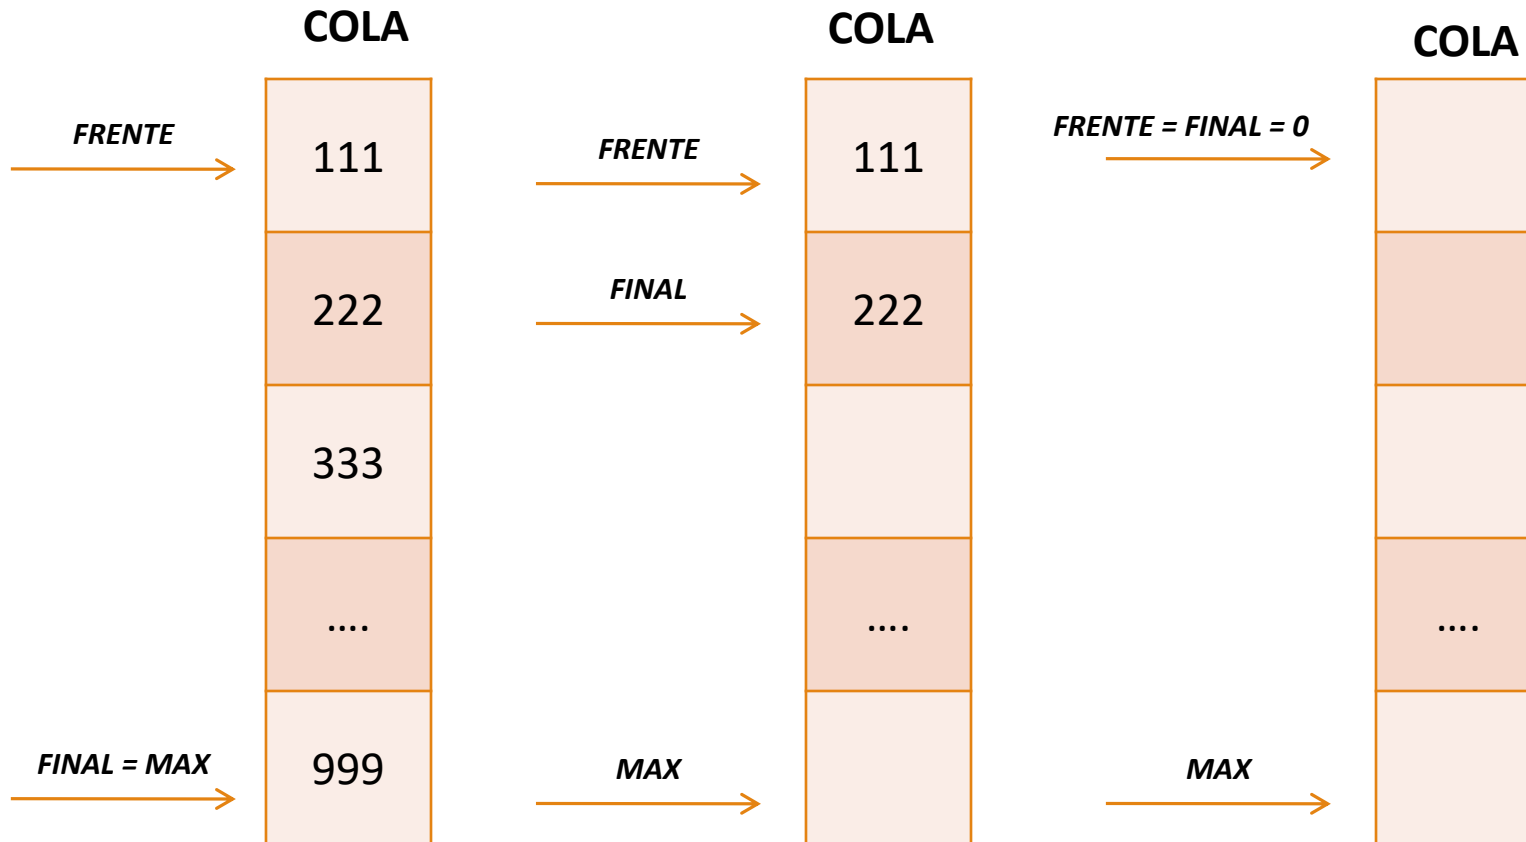 COLA
FRENTE
111
222
333
....
FINAL = MAX
999
COLA
FRENTE
111
FINAL
222
....
MAX
COLA
FRENTE = FINAL = 0
....
MAX